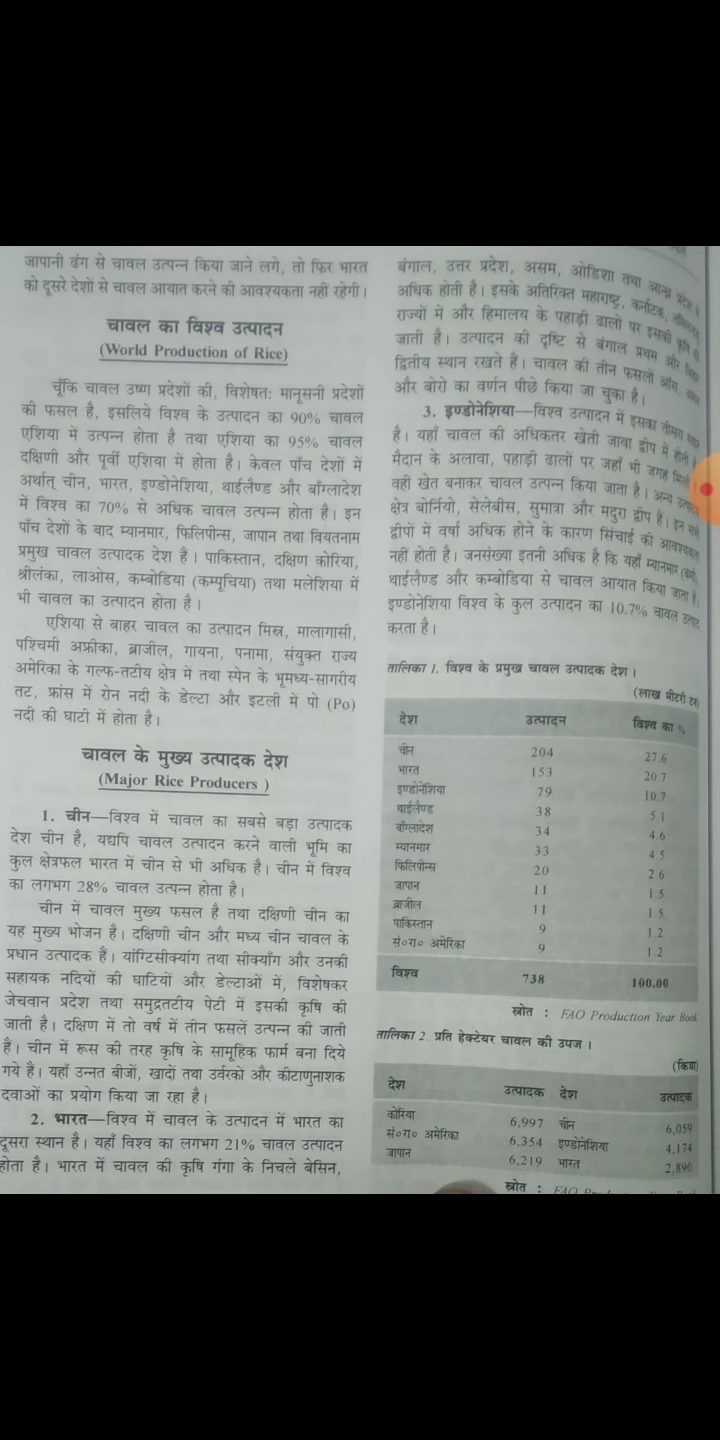 जापानी ढंग से चावल उत्पन्न किया जाने लगे, तो फिर भारत
को दूसरे देशों से चावल आयात करने की आवश्यकता नहीं रहेगी।
चावल का विश्व उत्पादन
(World Production of Rice)
चूँकि चावल उष्ण प्रदेशों की, विशेषत: मानूसनी प्रदेशों
की फसल है, इसलिये विश्व के उत्पादन का 90% चावल
एशिया में उत्पन्न होता है तथा एशिया का 95% चावल
दक्षिणी और पूर्वी एशिया में होता है। केवल पाँच देशों में
अर्थात् चीन, भारत, इण्डोनेशिया, थाईलैण्ड और बाँग्लादेश
में विश्व का 70% से अधिक चावल उत्पन्न होता है। इन
पाँच देशों के बाद म्यानमार, फिलिपीन्स, जापान तथा वियतनाम
प्रमुख चावल उत्पादक देश है। पाकिस्तान, दक्षिण कोरिया,
श्रीलंका, लाओस, कम्बोडिया (कम्पूचिया) तथा मलेशिया में
भी चावल का उत्पादन होता है।
एशिया से बाहर चावल का उत्पादन मिस्र, मालागासी,
पश्चिमी अफ्रीका, ब्राजील, गायना, पनामा, संयुक्त राज्य
अमेरिका के गल्फ-तटीय क्षेत्र में तथा स्पेन के भूमध्य-सागरीय
तट, फ्रांस में रोन नदी के डेल्टा और इटली में पो (Po)
नदी की घाटी में होता है।
चावल के मुख्य उत्पादक देश
(Major Rice Producers )
1. चीन—विश्व में चावल का सबसे बड़ा उत्पादक
देश चीन है, यद्यपि चावल उत्पादन करने वाली भूमि का
कुल क्षेत्रफल भारत में चीन से भी अधिक है। चीन में विश्व
का लगभग 28% चावल उत्पन्न होता है।
चीन में चावल मुख्य फसल है तथा दक्षिणी चीन का
यह मुख्य भोजन है। दक्षिणी चीन और मध्य चीन चावल के
प्रधान उत्पादक हैं। यांग्टिसीक्यांग तथा सीक्याँग और उनकी
सहायक नदियों की घाटियों और डेल्टाओं में, विशेषकर
जेचवान प्रदेश तथा समुद्रतटीय पेटी में इसकी कृषि की
जाती है। दक्षिण में तो वर्ष में तीन फसलें उत्पन्न की जाती
हैं। चीन में रूस की तरह कृषि के सामूहिक फार्म बना दिये
गये हैं। यहाँ उन्नत बीजों, खादों तथा उर्वरकों और कीटाणुनाशक
दवाओं का प्रयोग किया जा रहा है।
2. भारत—विश्व में चावल के उत्पादन में भारत का
दूसरा स्थान है। यहाँ विश्व का लगभग 21% चावल उत्पादन
होता है। भारत में चावल की कृषि गंगा के निचले बेसिन,
बंगाल, उत्तर प्रदेश, असम, ओडिशा तथा आन्ध्र प्रदेश
अधिक होती है। इसके अतिरिक्त महाराष्ट्र, कर्नाटक,
राज्यों में और हिमालय के पहाड़ी ढालों पर इसकी कृषि
जाती है। उत्पादन की दृष्टि से बंगाल प्रथम और
द्वितीय स्थान रखते है। चावल की तीन फसलों ऑस,
और बोरो का वर्णन पीछे किया जा चुका है।
3. इण्डोनेशिया—विश्व उत्पादन में इसका तीसरा स्थान
है। यहाँ चावल की अधिकतर खेती जावा द्वीप में होती
मैदान के अलावा, पहाड़ी ढालों पर जहाँ भी जगह
वहीं खेत बनाकर चावल उत्पन्न किया जाता है। अन्य
क्षेत्र बोर्नियो, सेलेबीस, सुमात्रा और मदुरा द्वीप है। इन
द्वीपों में वर्षा अधिक होने के कारण सिंचाई की आवश्यकता
नहीं होती है। जनसंख्या इतनी अधिक है कि यहाँ म्यानमार
थाईलैण्ड और कम्बोडिया से चावल आयात किया जाता है।
इण्डोनेशिया विश्व के कुल उत्पादन का 10.7% चावल
करता है।
तालिका 1. विश्व के प्रमुख चावल उत्पादक देश।
(लाख मीटरी टन)
देश उत्पादन विश्व का %
चीन 204 27.6
भारत 153 20.7
इण्डोनेशिया 79 10.7
थाईलैण्ड 38 5.1
बाँग्लादेश 34 4.6
म्यानमार 33 4.5
फिलिपीन्स 20 2.6
जापान 11 1.5
ब्राजील 11 1.5
पाकिस्तान 9 1.2
सं०रा० अमेरिका 9 1.2
विश्व 738 100.00
स्रोत : FAO Production Year Book
तालिका 2. प्रति हेक्टेयर चावल की उपज।
(किग्रा)
देश उत्पादक देश उत्पादक
कोरिया 6,997 चीन 6,059
सं०रा० अमेरिका 6,354 इण्डोनेशिया 4,174
जापान 6,219 भारत 2,890
स्रोत : FAO